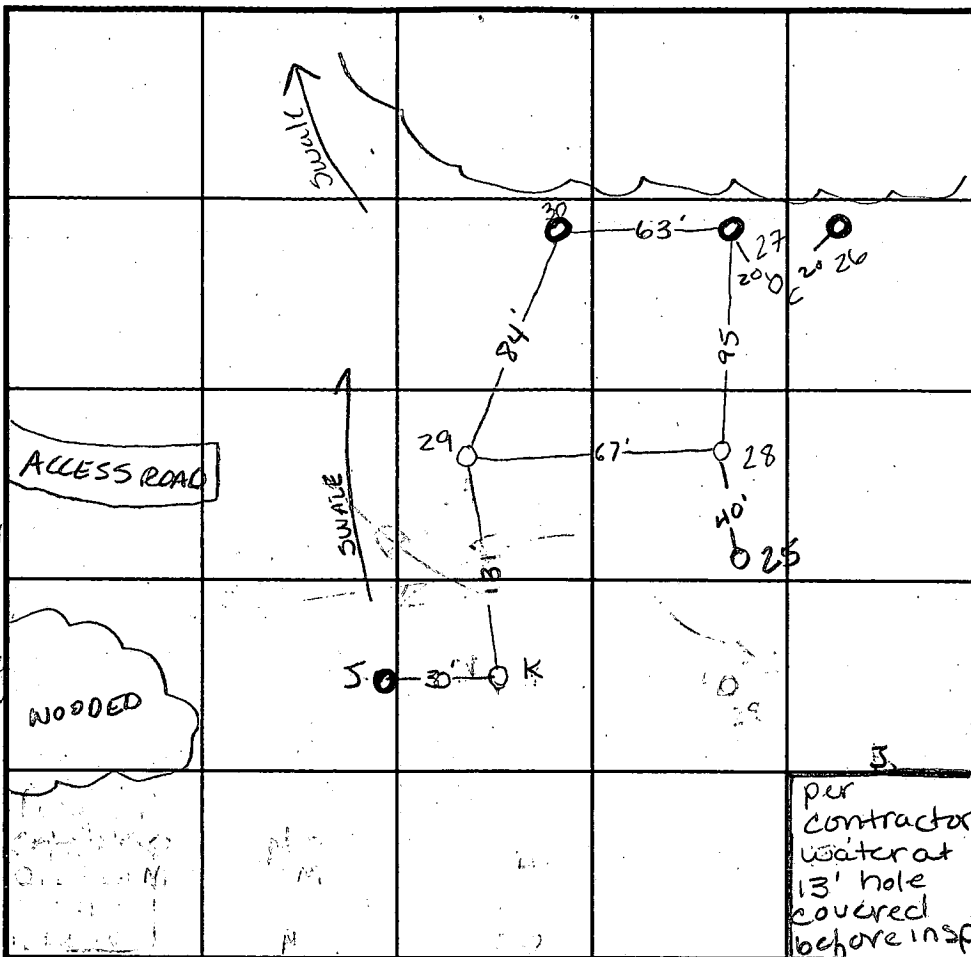 Swale
30
63'
27
26
20
C
20
84'
95
29
67'
28
ACCESS ROAD
SWALE
40'
25
131'
J
30'
K
WOODED
J.
per
contractor
water at
13' hole
covered
before insp